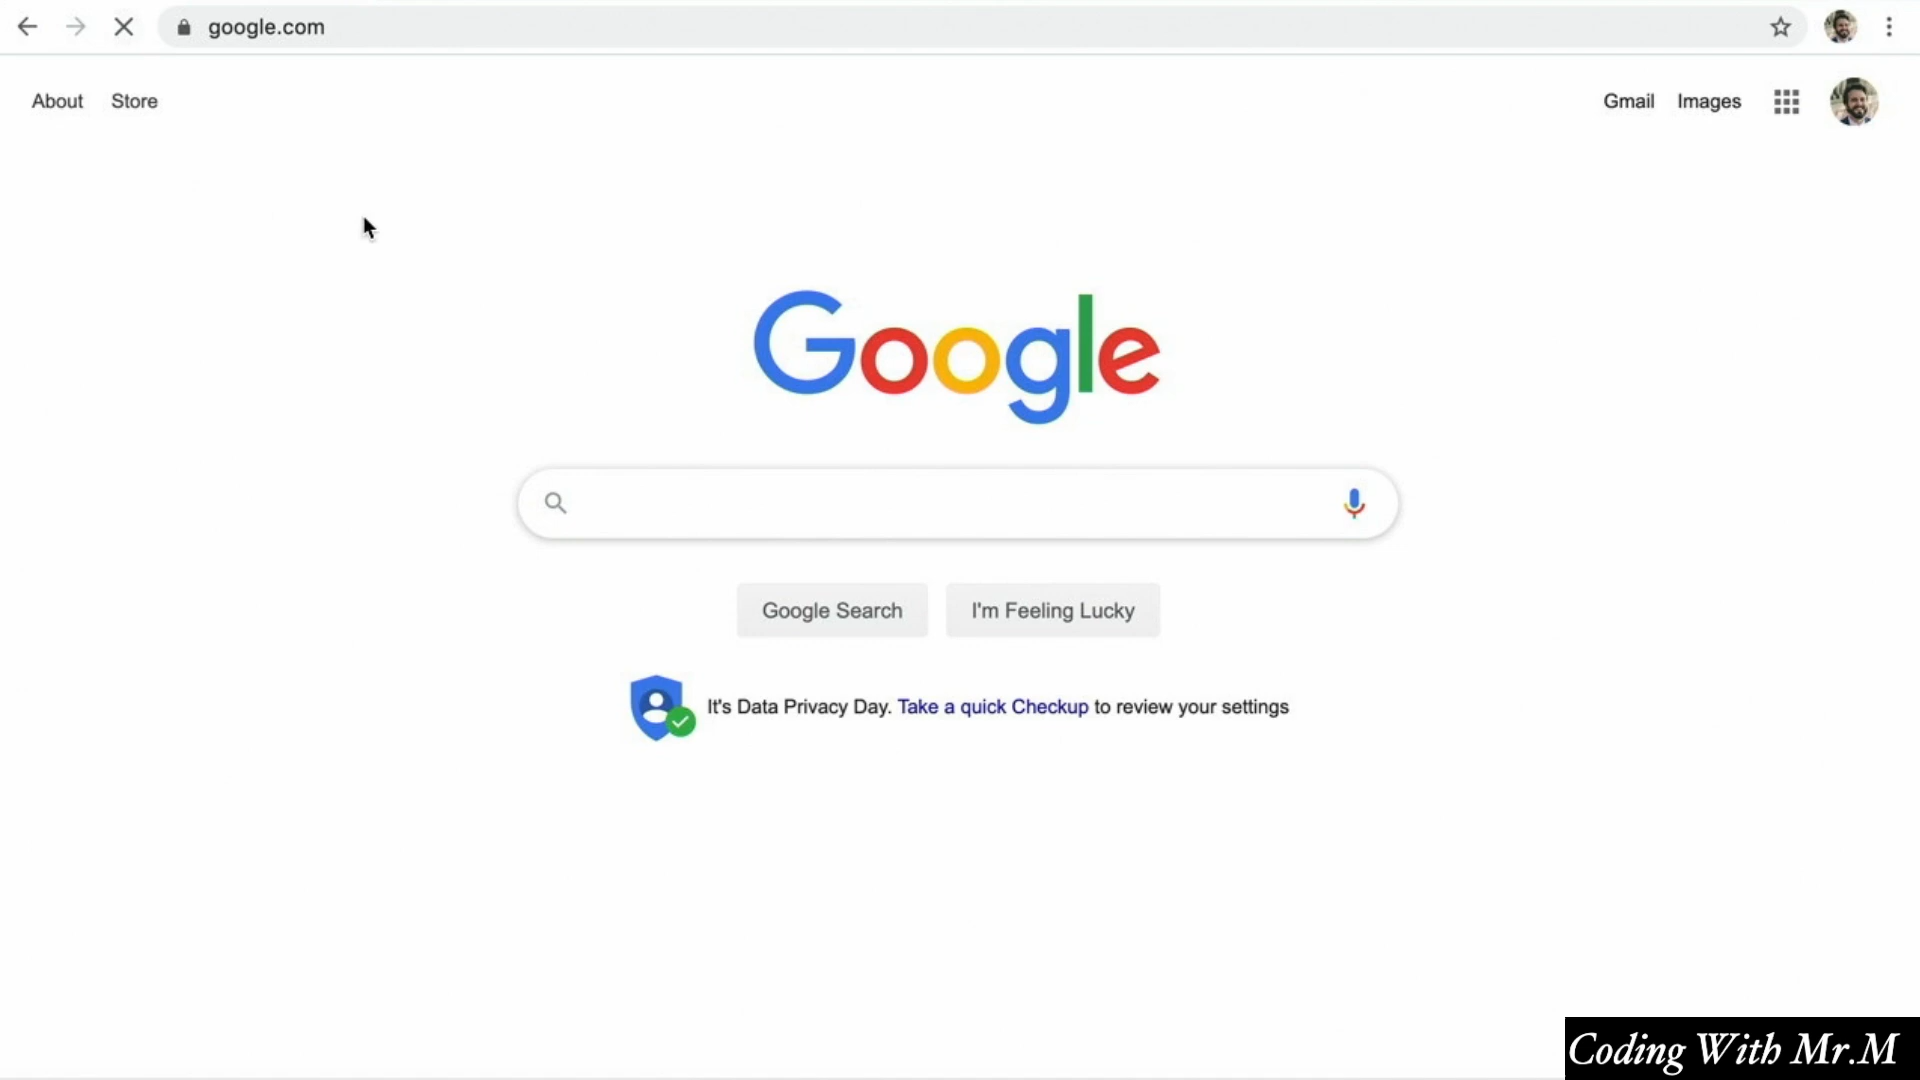 google.com
About Store Gmail Images
Google
Google Search I'm Feeling Lucky
It's Data Privacy Day. Take a quick Checkup to review your settings
Coding With Mr.M